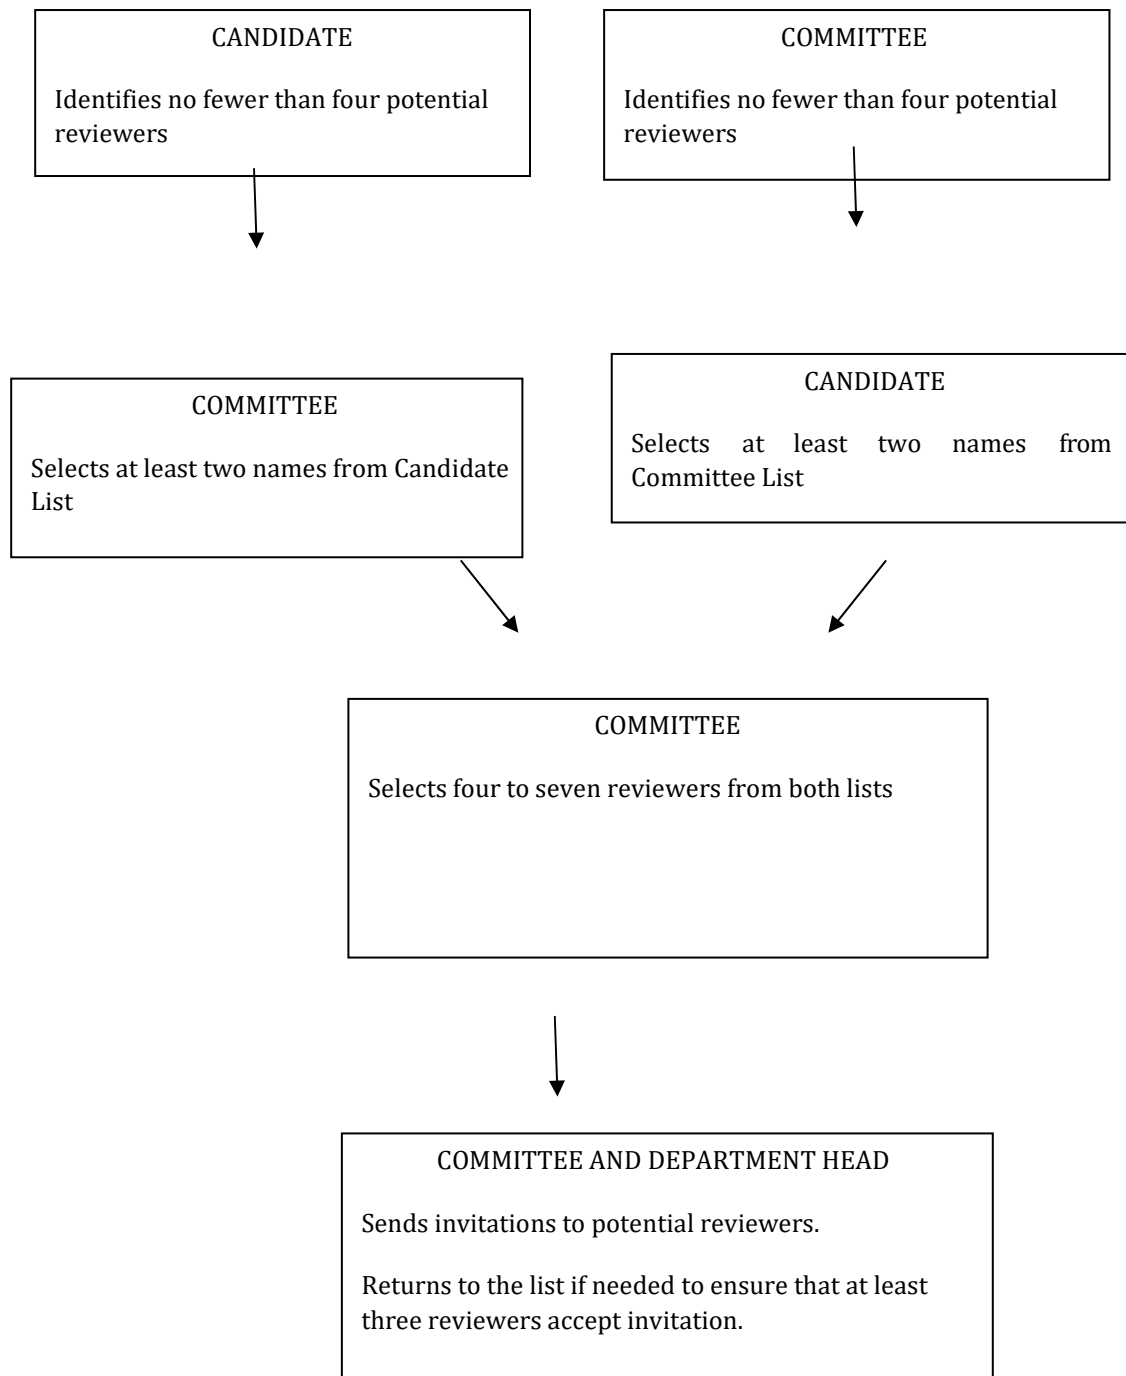 CANDIDATE
Identifies no fewer than four potential
reviewers
COMMITTEE
Identifies no fewer than four potential
reviewers
COMMITTEE
Selects at least two names from Candidate
List
CANDIDATE
Selects at least two names from
Committee List
COMMITTEE
Selects four to seven reviewers from both lists
COMMITTEE AND DEPARTMENT HEAD
Sends invitations to potential reviewers.
Returns to the list if needed to ensure that at least
three reviewers accept invitation.